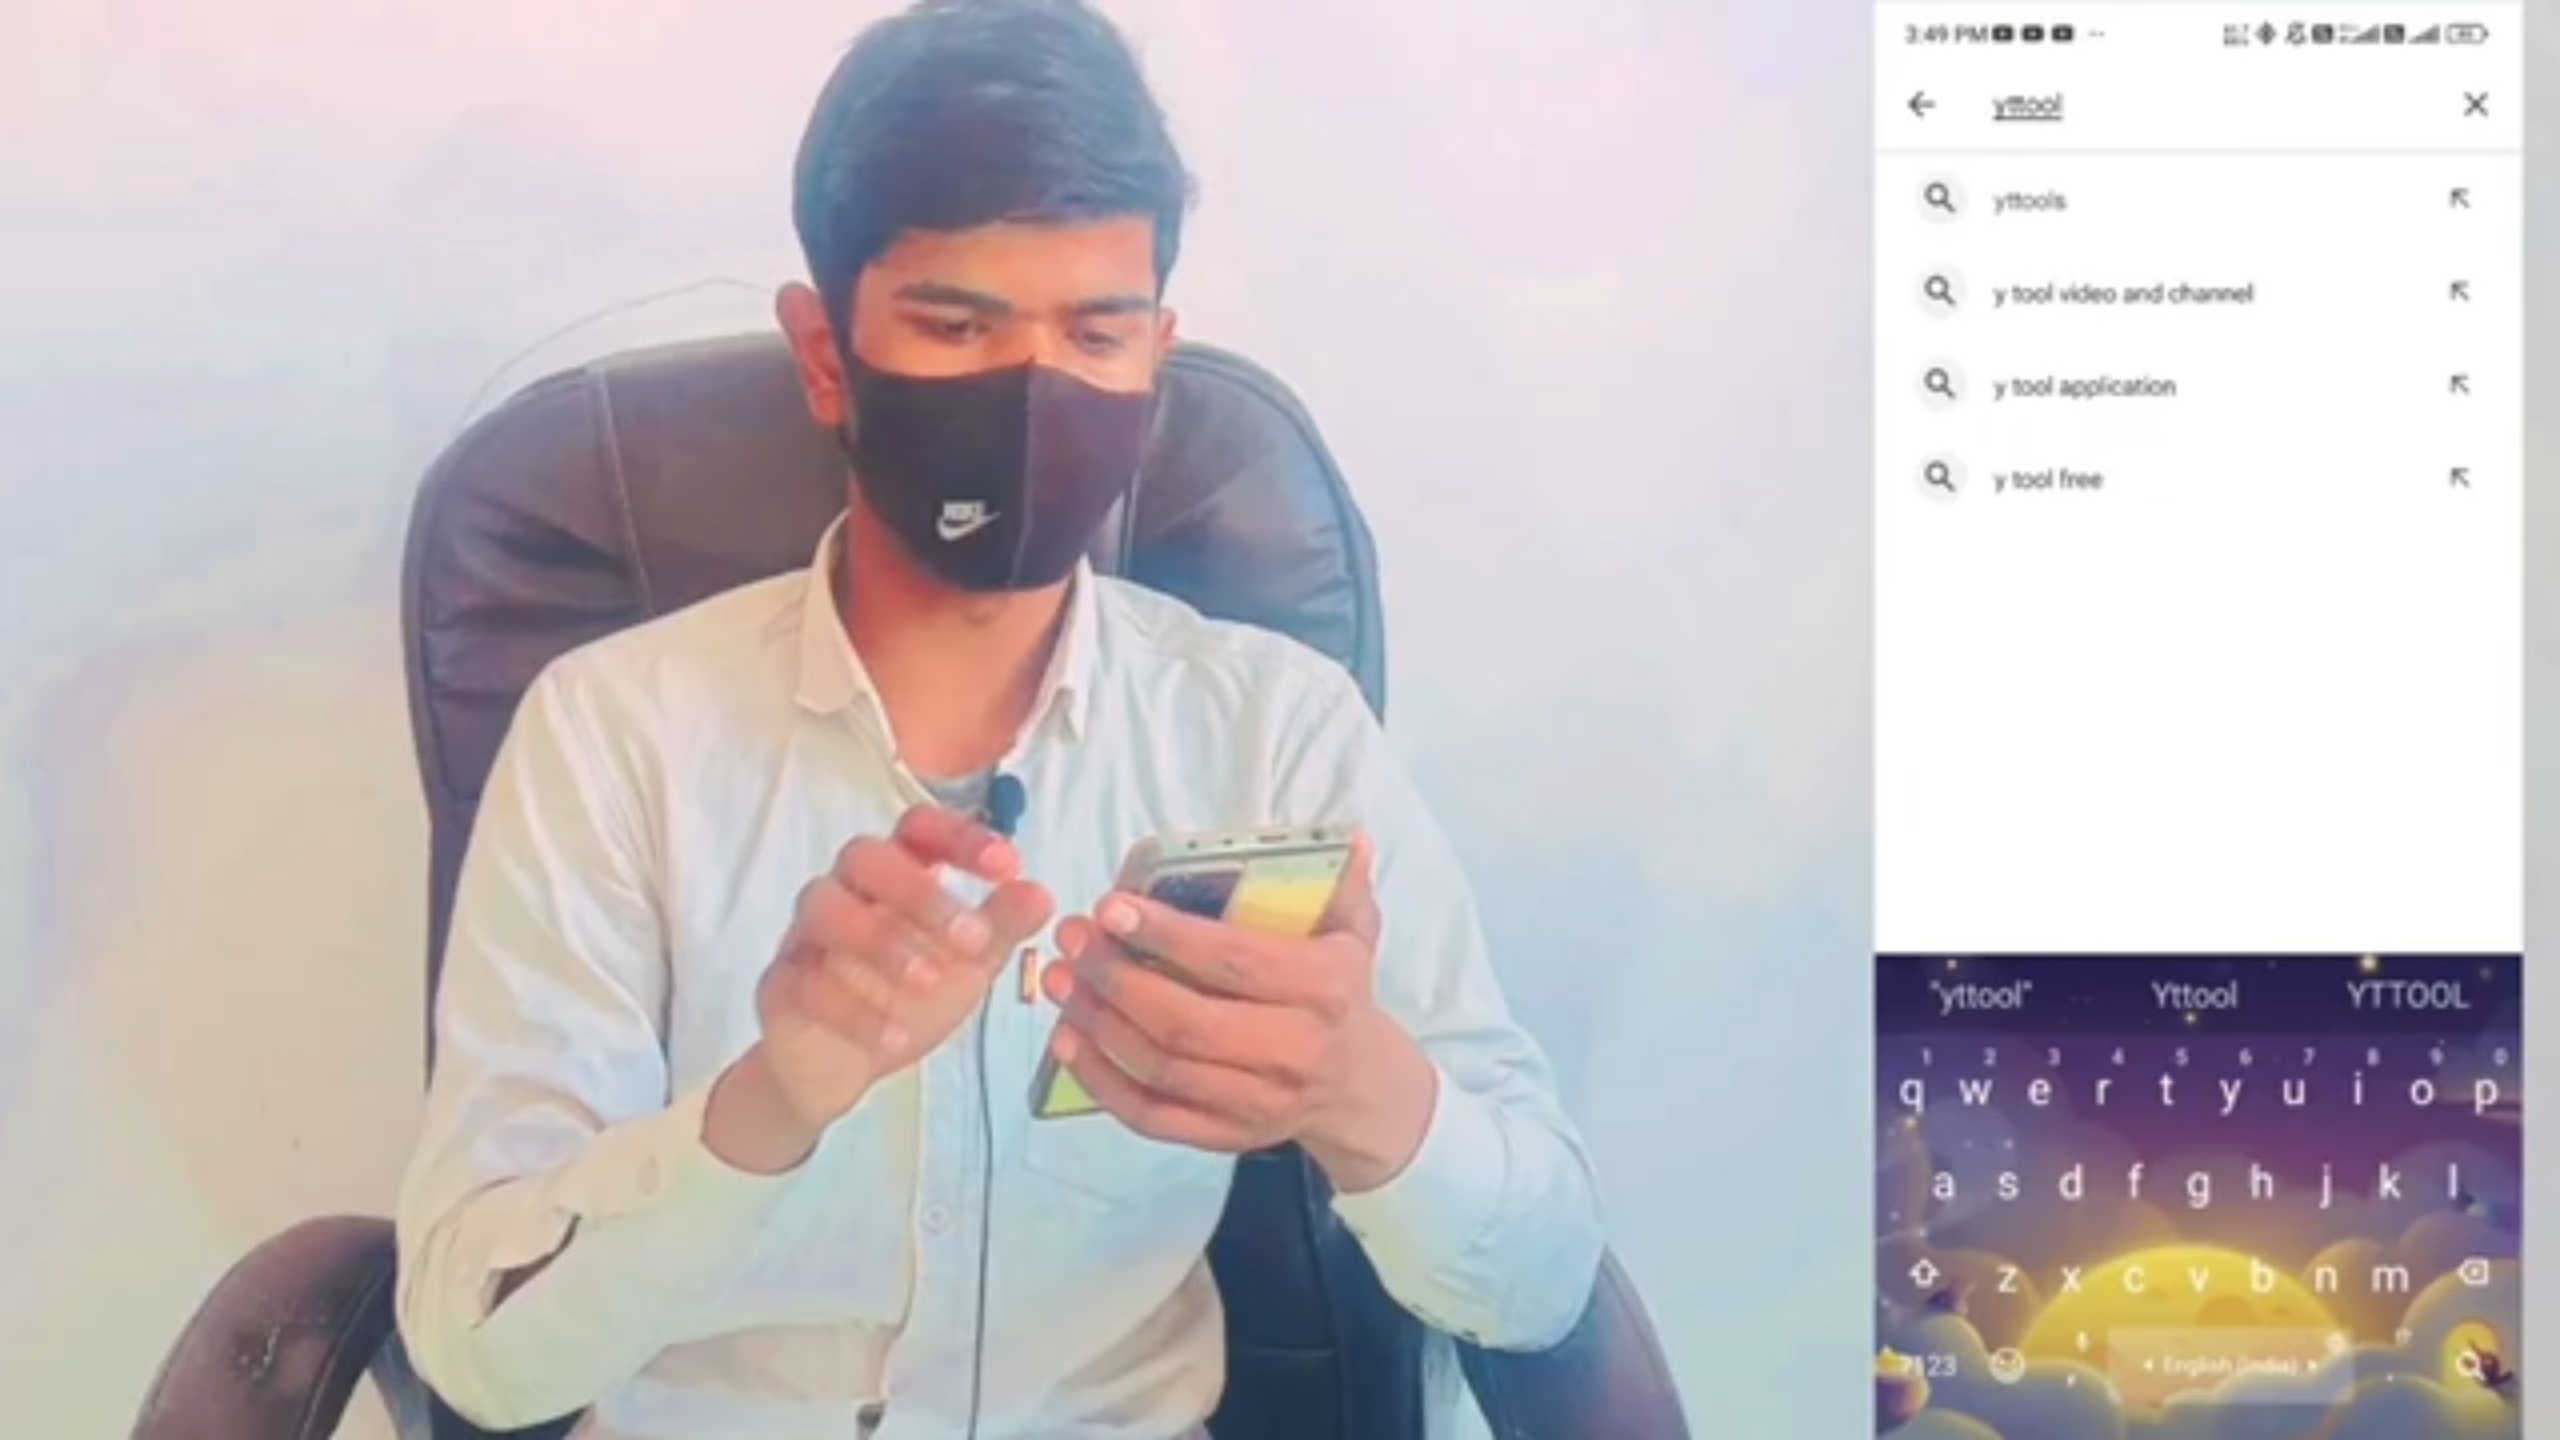 3:49 PM
yttool
yttools
y tool video and channel
y tool application
y tool free
NIKE
"yttool" Yttool YTTOOL
1 2 3 4 5 6 7 8 9 0
q w e r t y u i o p
a s d f g h j k l
z x c v b n m
?123 , English (India) .